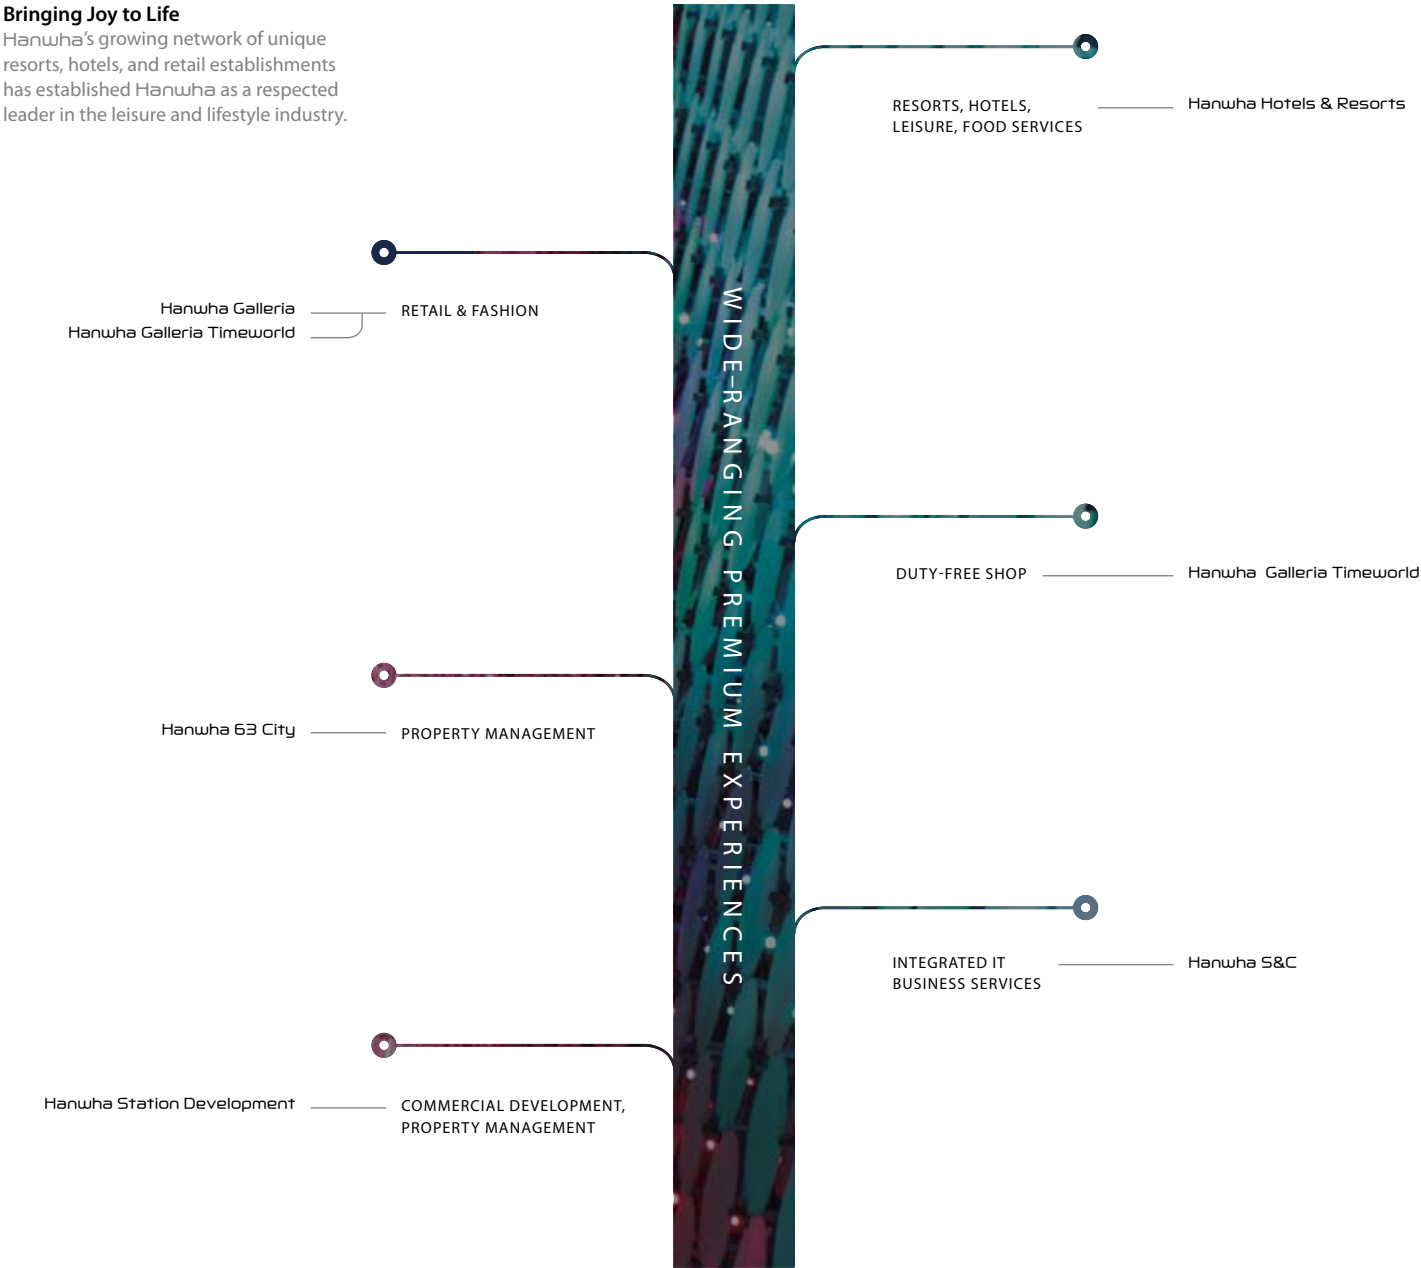 Bringing Joy to Life
Hanwha's growing network of unique
resorts, hotels, and retail establishments
has established Hanwha as a respected
leader in the leisure and lifestyle industry.
RESORTS, HOTELS,
LEISURE, FOOD SERVICES
Hanwha Hotels & Resorts
Hanwha Galleria
Hanwha Galleria Timeworld
RETAIL & FASHION
WIDE-RANGING PREMIUM EXPERIENCES
DUTY-FREE SHOP
Hanwha Galleria Timeworld
Hanwha 63 City
PROPERTY MANAGEMENT
INTEGRATED IT
BUSINESS SERVICES
Hanwha S&C
Hanwha Station Development
COMMERCIAL DEVELOPMENT,
PROPERTY MANAGEMENT